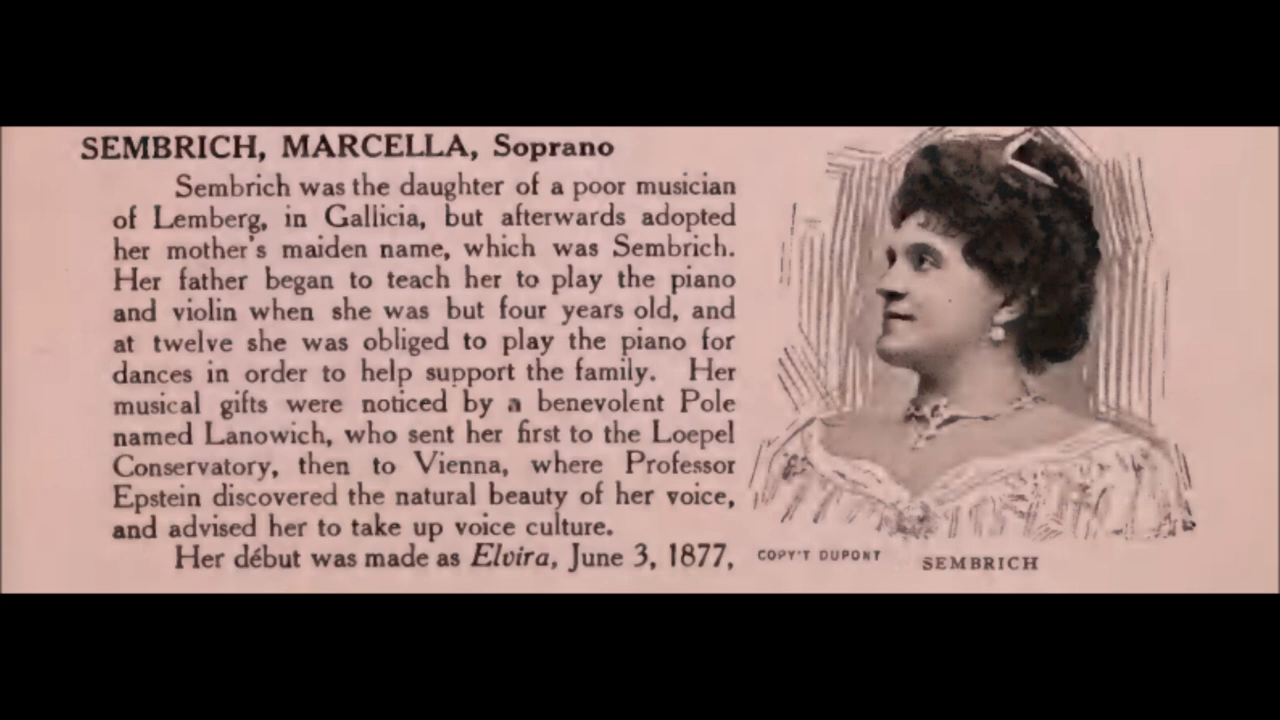 SEMBRICH, MARCELLA, Soprano
Sembrich was the daughter of a poor musician
of Lemberg, in Gallicia, but afterwards adopted
her mother's maiden name, which was Sembrich.
Her father began to teach her to play the piano
and violin when she was but four years old, and
at twelve she was obliged to play the piano for
dances in order to help support the family. Her
musical gifts were noticed by a benevolent Pole
named Lanowich, who sent her first to the Loepel
Conservatory, then to Vienna, where Professor
Epstein discovered the natural beauty of her voice,
and advised her to take up voice culture.
Her début was made as Elvira, June 3, 1877,
COPY'T DUPONT
SEMBRICH